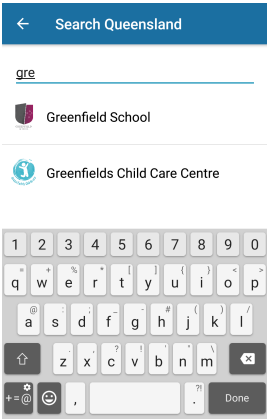 ← Search Queensland
gre
Greenfield School
Greenfields Child Care Centre
1 2 3 4 5 6 7 8 9 0
q w e r t y u i o p
a s d f g h j k l
z x c v b n m
+=@ , . Done